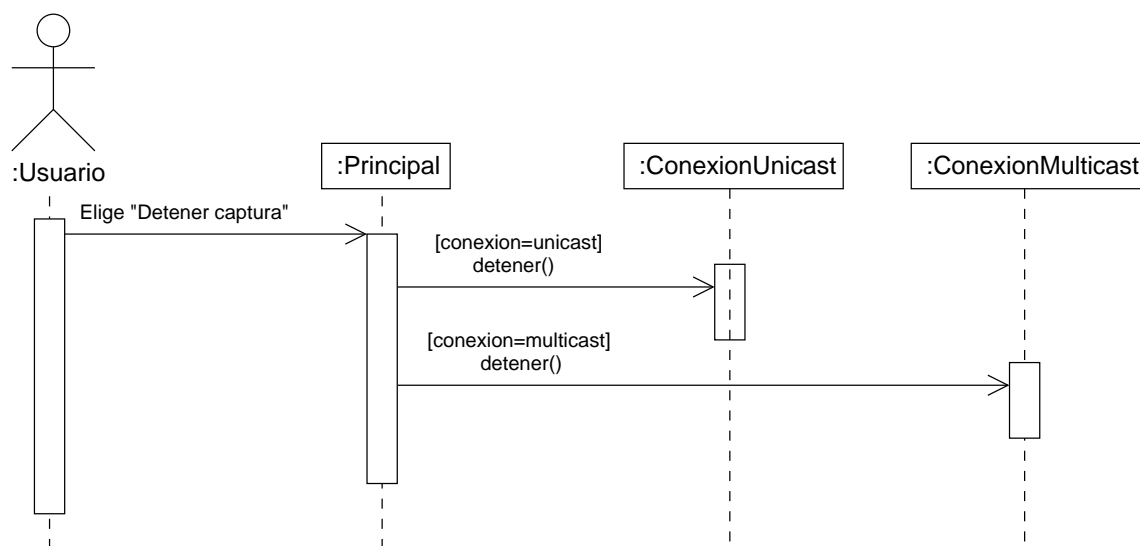 :Usuario
:Principal
:ConexionUnicast
:ConexionMulticast
Elige "Detener captura"
[conexion=unicast]
detener()
[conexion=multicast]
detener()